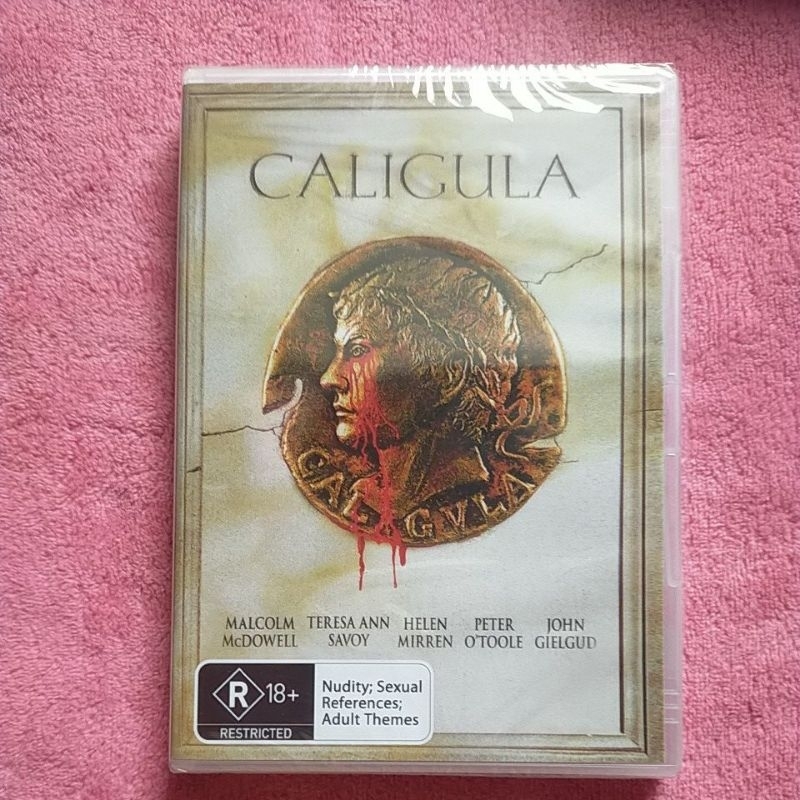 CALIGULA
CALIGVLA
MALCOLM McDOWELL
TERESA ANN SAVOY
HELEN MIRREN
PETER O'TOOLE
JOHN GIELGUD
R 18+
RESTRICTED
Nudity; Sexual
References;
Adult Themes